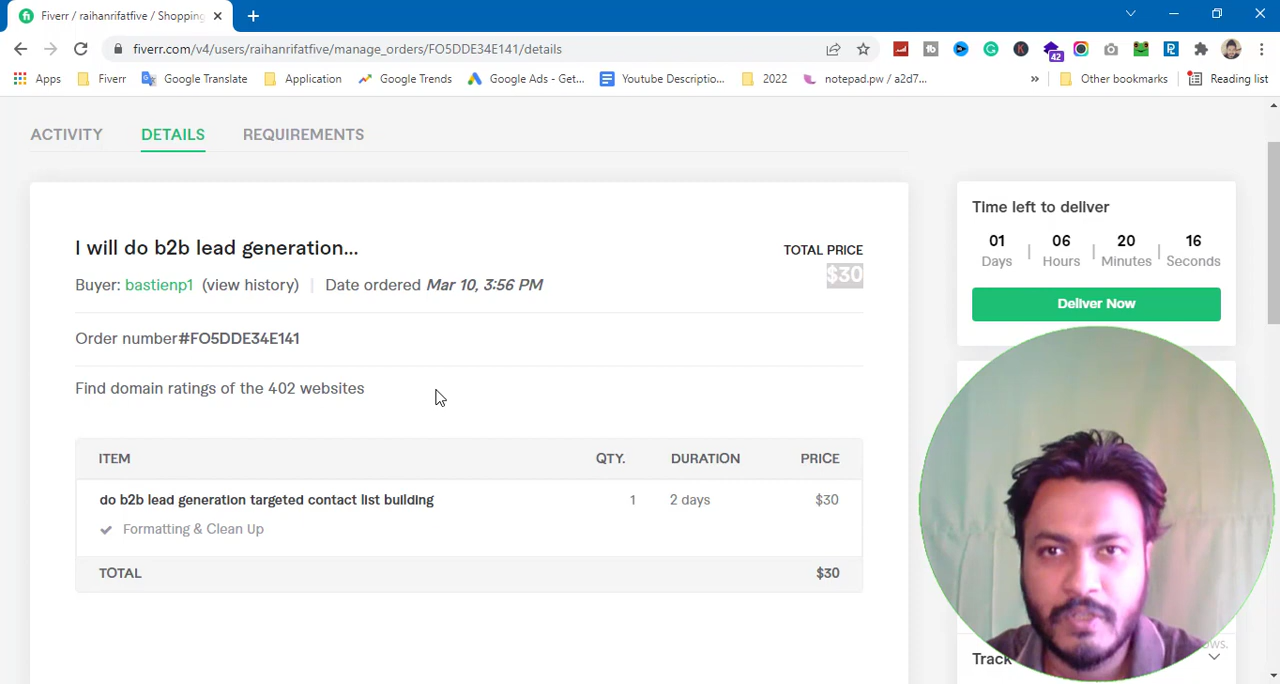 Fiverr / raihanrifatfive / Shopping
fiverr.com/v4/users/raihanrifatfive/manage_orders/FO5DDE34E141/details
42
Apps Fiverr Google Translate Application Google Trends Google Ads - Get... Youtube Descriptio... 2022 notepad.pw / a2d7... » Other bookmarks Reading list
ACTIVITY DETAILS REQUIREMENTS
I will do b2b lead generation...
TOTAL PRICE
$30
Buyer: bastienp1 (view history) | Date ordered Mar 10, 3:56 PM
Order number#FO5DDE34E141
Find domain ratings of the 402 websites
ITEM QTY. DURATION PRICE
do b2b lead generation targeted contact list building 1 2 days $30
Formatting & Clean Up
TOTAL $30
Time left to deliver
01 06 20 16
Days Hours Minutes Seconds
Deliver Now
Track